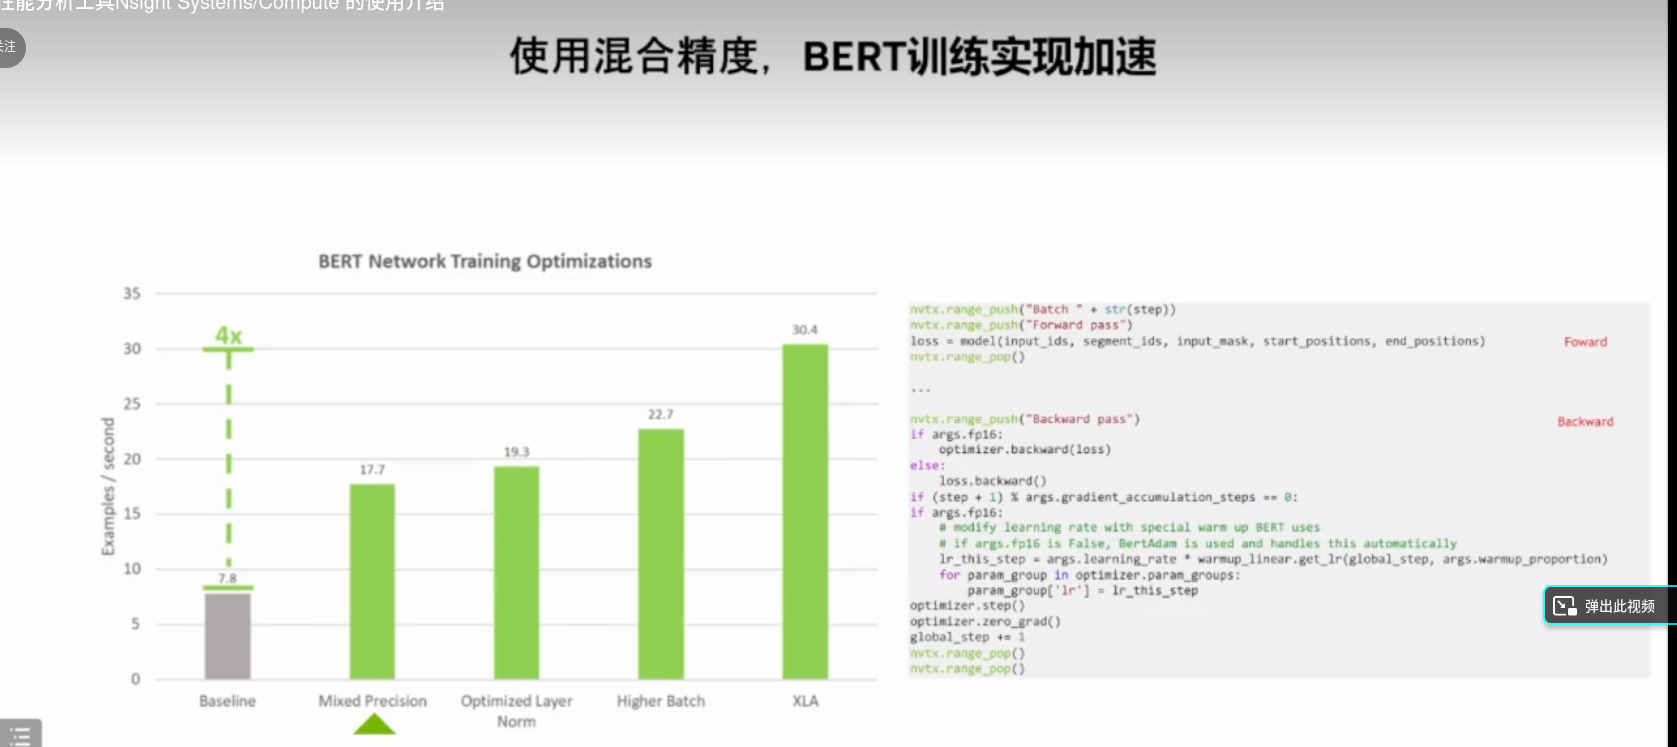 性能分析工具Nsight Systems/Compute 的使用介绍
关注
使用混合精度，BERT训练实现加速
BERT Network Training Optimizations
35
30
25
20
15
10
5
0
Examples / second
4x
7.8
17.7
19.3
22.7
30.4
Baseline
Mixed Precision
Optimized Layer
Norm
Higher Batch
XLA
nvtx.range_push("Batch " + str(step))
nvtx.range_push("Forward pass")
loss = model(input_ids, segment_ids, input_mask, start_positions, end_positions)
Foward
nvtx.range_pop()
...
nvtx.range_push("Backward pass")
Backward
if args.fp16:
    optimizer.backward(loss)
else:
    loss.backward()
if (step + 1) % args.gradient_accumulation_steps == 0:
if args.fp16:
    # modify learning rate with special warm up BERT uses
    # if args.fp16 is False, BertAdam is used and handles this automatically
    lr_this_step = args.learning_rate * warmup_linear.get_lr(global_step, args.warmup_proportion)
    for param_group in optimizer.param_groups:
        param_group['lr'] = lr_this_step
optimizer.step()
optimizer.zero_grad()
global_step += 1
nvtx.range_pop()
nvtx.range_pop()
弹出此视频